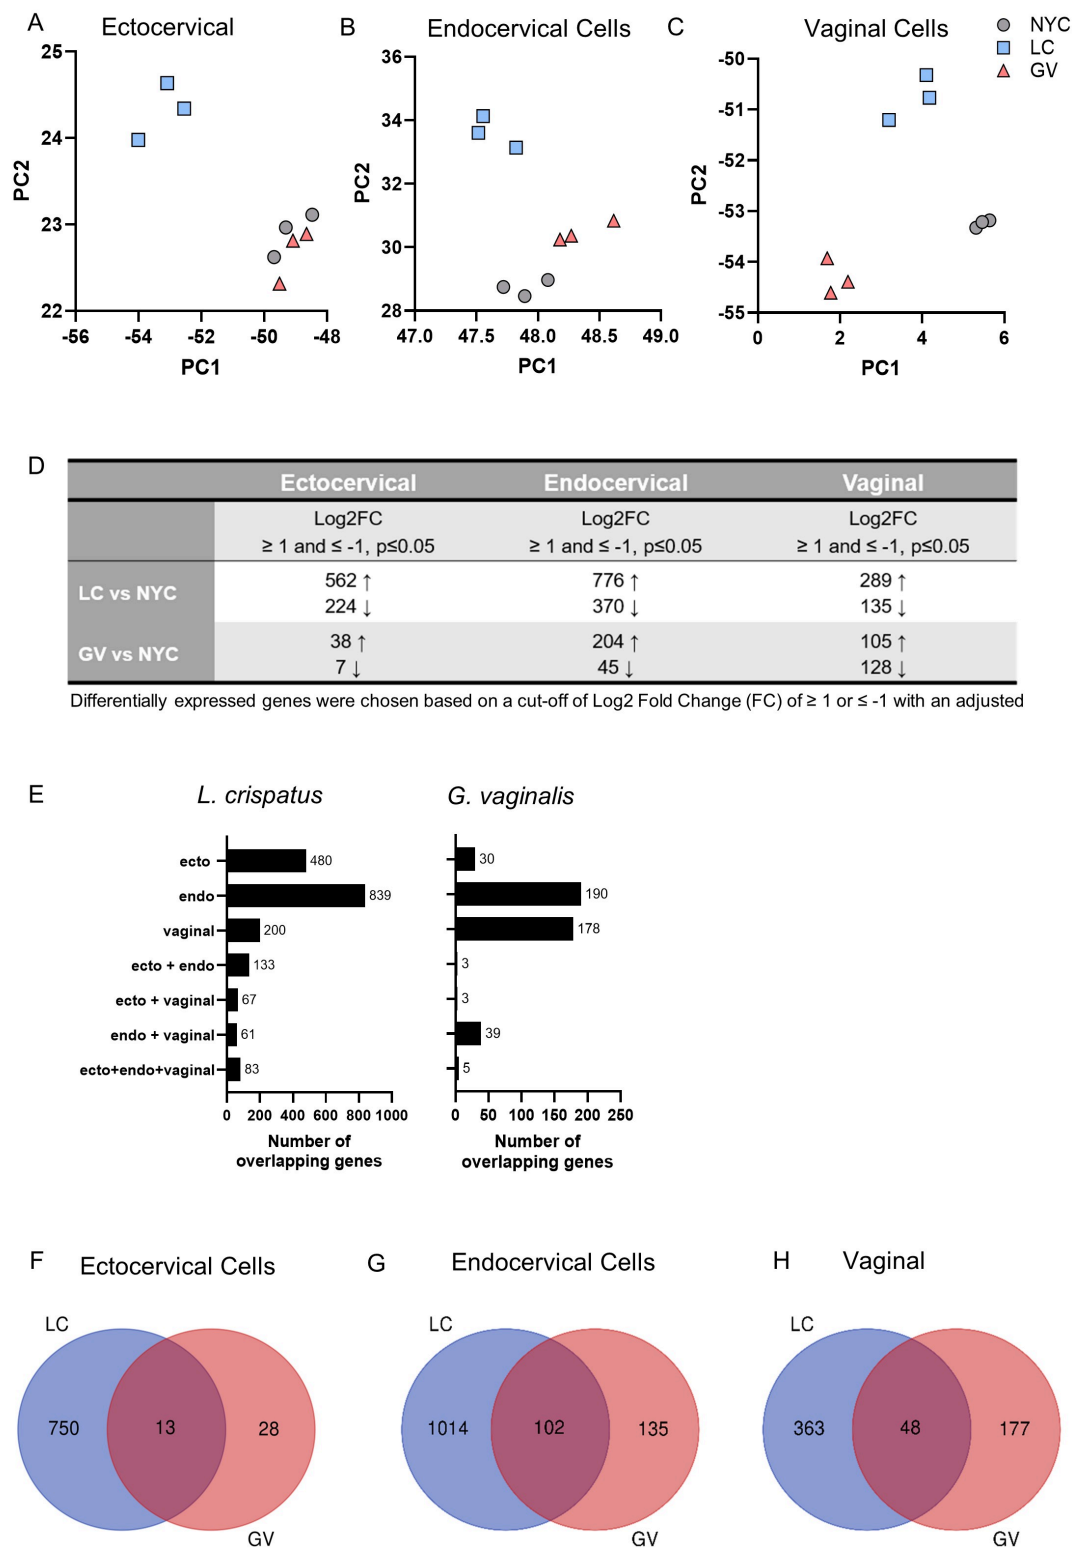 A Ectocervical
B Endocervical Cells
C Vaginal Cells
NYC
LC
GV
25
24
23
22
PC2
-56 -54 -52 -50 -48
PC1
36
34
32
30
28
PC2
47.0 47.5 48.0 48.5 49.0
PC1
-50
-51
-52
-53
-54
-55
PC2
0 2 4 6
PC1
D
Ectocervical Endocervical Vaginal
Log2FC Log2FC Log2FC
≥ 1 and ≤ -1, p≤0.05 ≥ 1 and ≤ -1, p≤0.05 ≥ 1 and ≤ -1, p≤0.05
LC vs NYC
562 ↑ 776 ↑ 289 ↑
224 ↓ 370 ↓ 135 ↓
GV vs NYC
38 ↑ 204 ↑ 105 ↑
7 ↓ 45 ↓ 128 ↓
Differentially expressed genes were chosen based on a cut-off of Log2 Fold Change (FC) of ≥ 1 or ≤ -1 with an adjusted
E L. crispatus G. vaginalis
ecto 480 30
endo 839 190
vaginal 200 178
ecto + endo 133 3
ecto + vaginal 67 3
endo + vaginal 61 39
ecto+endo+vaginal 83 5
0 200 400 600 800 1000
Number of
overlapping genes
0 50 100 150 200 250
Number of
overlapping genes
F Ectocervical Cells
LC
750 13 28
GV
G Endocervical Cells
LC
1014 102 135
GV
H Vaginal
LC
363 48 177
GV